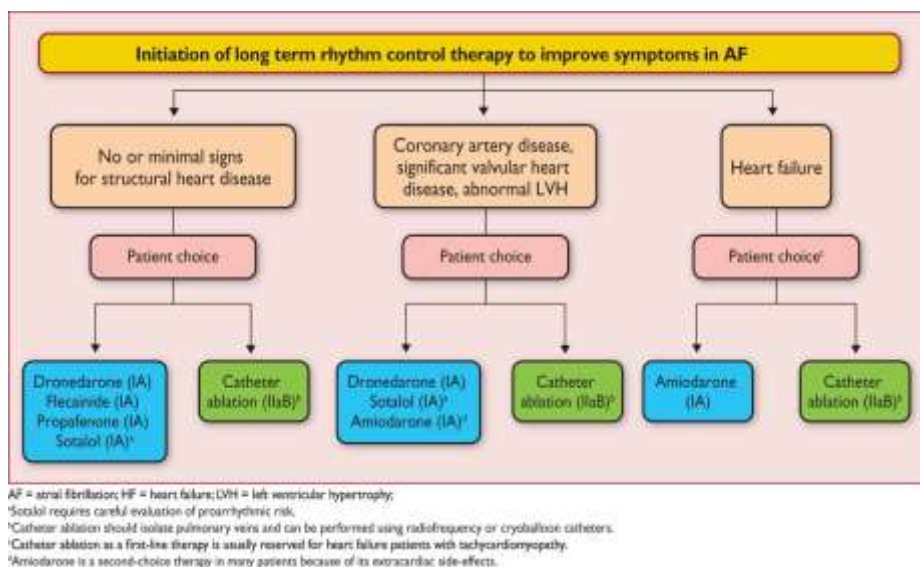 Initiation of long term rhythm control therapy to improve symptoms in AF
No or minimal signs
for structural heart disease
Coronary artery disease,
significant valvular heart
disease, abnormal LVH
Heart failure
Patient choice
Patient choice
Patient choiceᶜ
Dronedarone (IA)
Flecainide (IA)
Propafenone (IA)
Sotalol (IA)ᵃ
Catheter
ablation (IIaB)ᵇ
Dronedarone (IA)
Sotalol (IA)ᵃ
Amiodarone (IA)ᵈ
Catheter
ablation (IIaB)ᵇ
Amiodarone
(IA)
Catheter
ablation (IIaB)ᵇ
AF = atrial fibrillation; HF = heart failure; LVH = left ventricular hypertrophy;
ᵃSotalol requires careful evaluation of proarrhythmic risk.
ᵇCatheter ablation should isolate pulmonary veins and can be performed using radiofrequency or cryoballoon catheters.
ᶜCatheter ablation as a first-line therapy is usually reserved for heart failure patients with tachycardiomyopathy.
ᵈAmiodarone is a second-choice therapy in many patients because of its extracardiac side-effects.